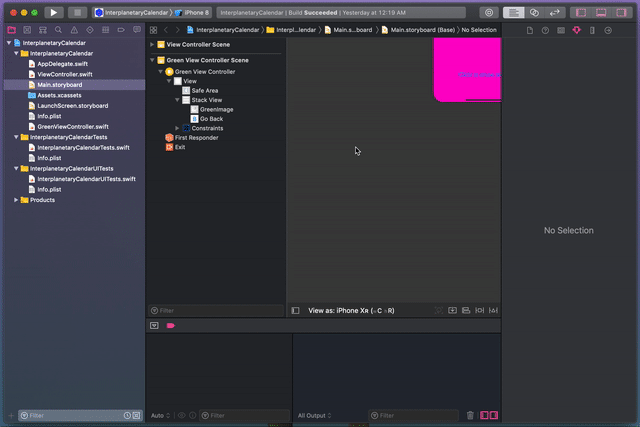 InterplanetaryCalendar
iPhone 8
InterplanetaryCalendar | Build Succeeded | Yesterday at 12:19 AM
InterplanetaryCalendar
Interpl...lendar
Main.s...board
Main.storyboard (Base)
No Selection
InterplanetaryCalendar
InterplanetaryCalendar
AppDelegate.swift
ViewController.swift
Main.storyboard
Assets.xcassets
LaunchScreen.storyboard
Info.plist
GreenViewController.swift
InterplanetaryCalendarTests
InterplanetaryCalendarTests.swift
Info.plist
InterplanetaryCalendarUITests
InterplanetaryCalendarUITests.swift
Info.plist
Products
View Controller Scene
Green View Controller Scene
Green View Controller
View
Safe Area
Stack View
GreenImage
Go Back
Constraints
First Responder
Exit
Filter
View as: iPhone XR (wC hR)
No Selection
Filter
Auto
Filter
All Output
Filter